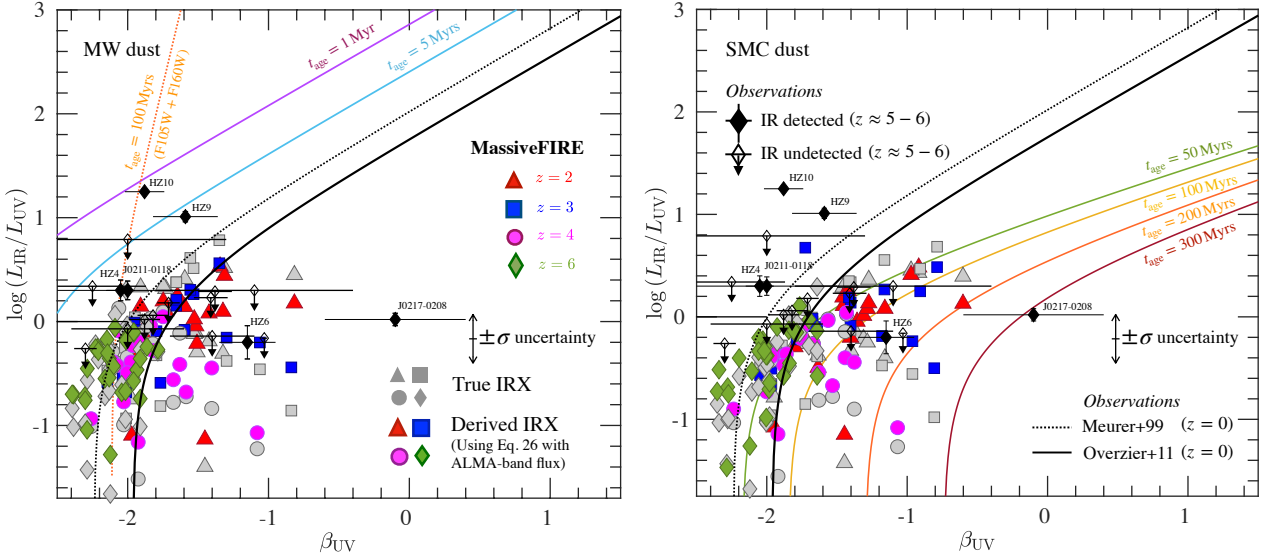 MW dust
t_age = 100 Myrs
(F105W + F160W)
t_age = 1 Myr
t_age = 5 Myrs
MassiveFIRE
z = 2
z = 3
z = 4
z = 6
HZ10
HZ9
HZ4
J0211-0118
HZ6
J0217-0208
±σ uncertainty
True IRX
Derived IRX
(Using Eq. 26 with
ALMA-band flux)
log (L_IR / L_UV)
3
2
1
0
-1
-2
-1
0
1
β_UV
SMC dust
Observations
IR detected (z ≈ 5 − 6)
IR undetected (z ≈ 5 − 6)
HZ10
HZ9
HZ4
J0211-0118
HZ6
J0217-0208
t_age = 50 Myrs
t_age = 100 Myrs
t_age = 200 Myrs
t_age = 300 Myrs
±σ uncertainty
Observations
Meurer+99 (z = 0)
Overzier+11 (z = 0)
log (L_IR / L_UV)
3
2
1
0
-1
-2
-1
0
1
β_UV